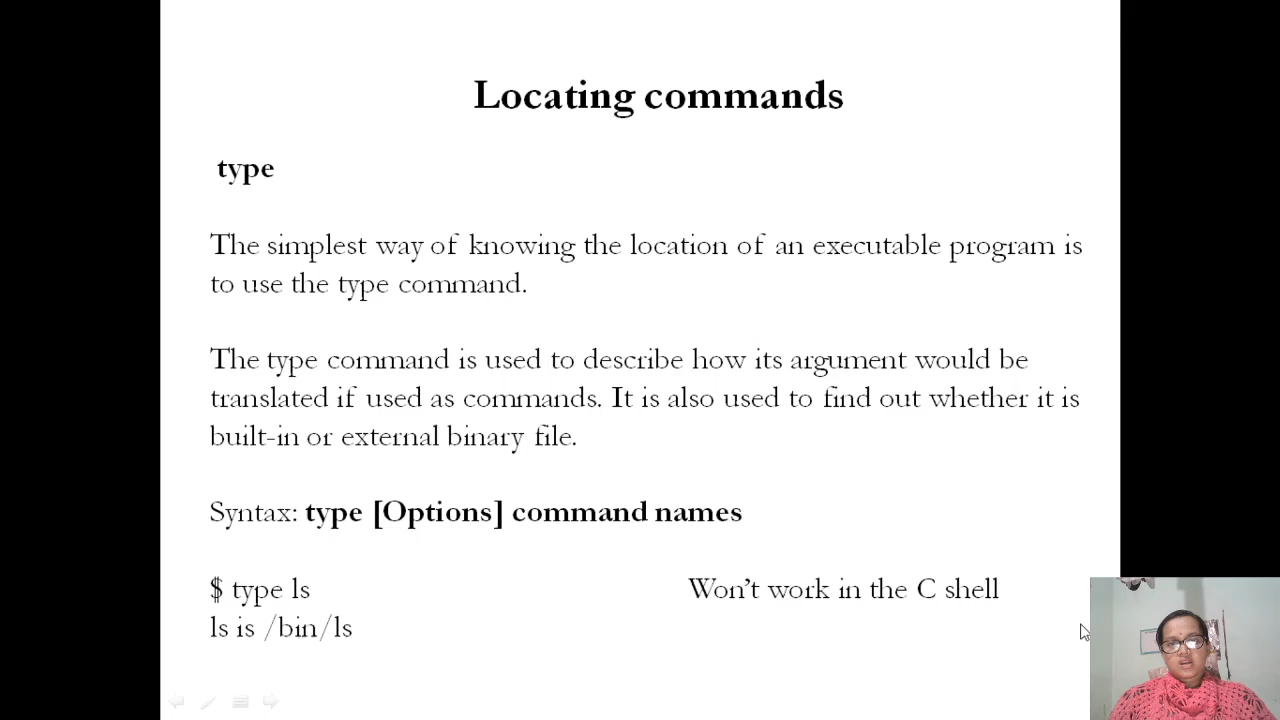 Locating commands
type
The simplest way of knowing the location of an executable program is
to use the type command.
The type command is used to describe how its argument would be
translated if used as commands. It is also used to find out whether it is
built-in or external binary file.
Syntax: type [Options] command names
$ type ls Won't work in the C shell
ls is /bin/ls